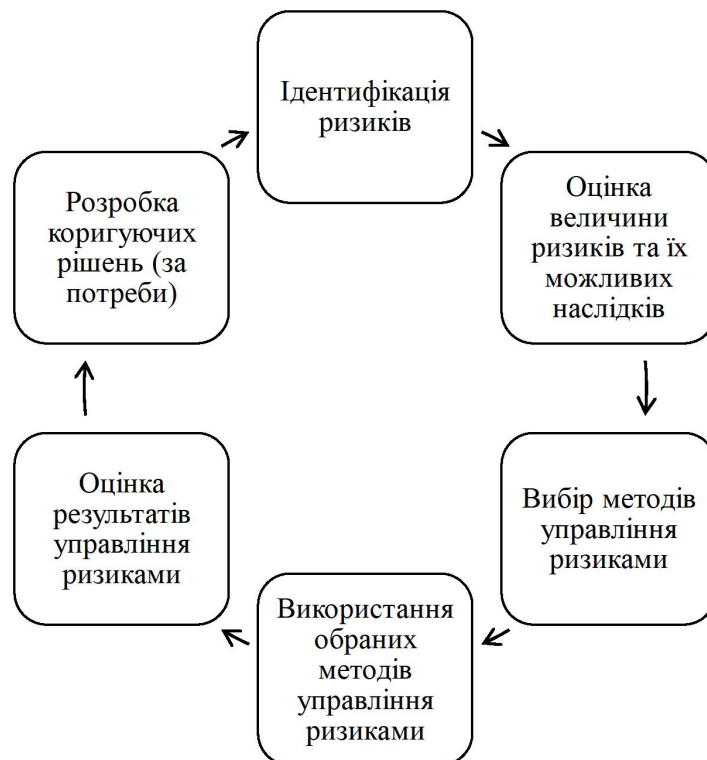 Ідентифікація
ризиків
Оцінка
величини
ризиків та їх
можливих
наслідків
Вибір методів
управління
ризиками
Використання
обраних
методів
управління
ризиками
Оцінка
результатів
управління
ризиками
Розробка
коригуючих
рішень (за
потреби)